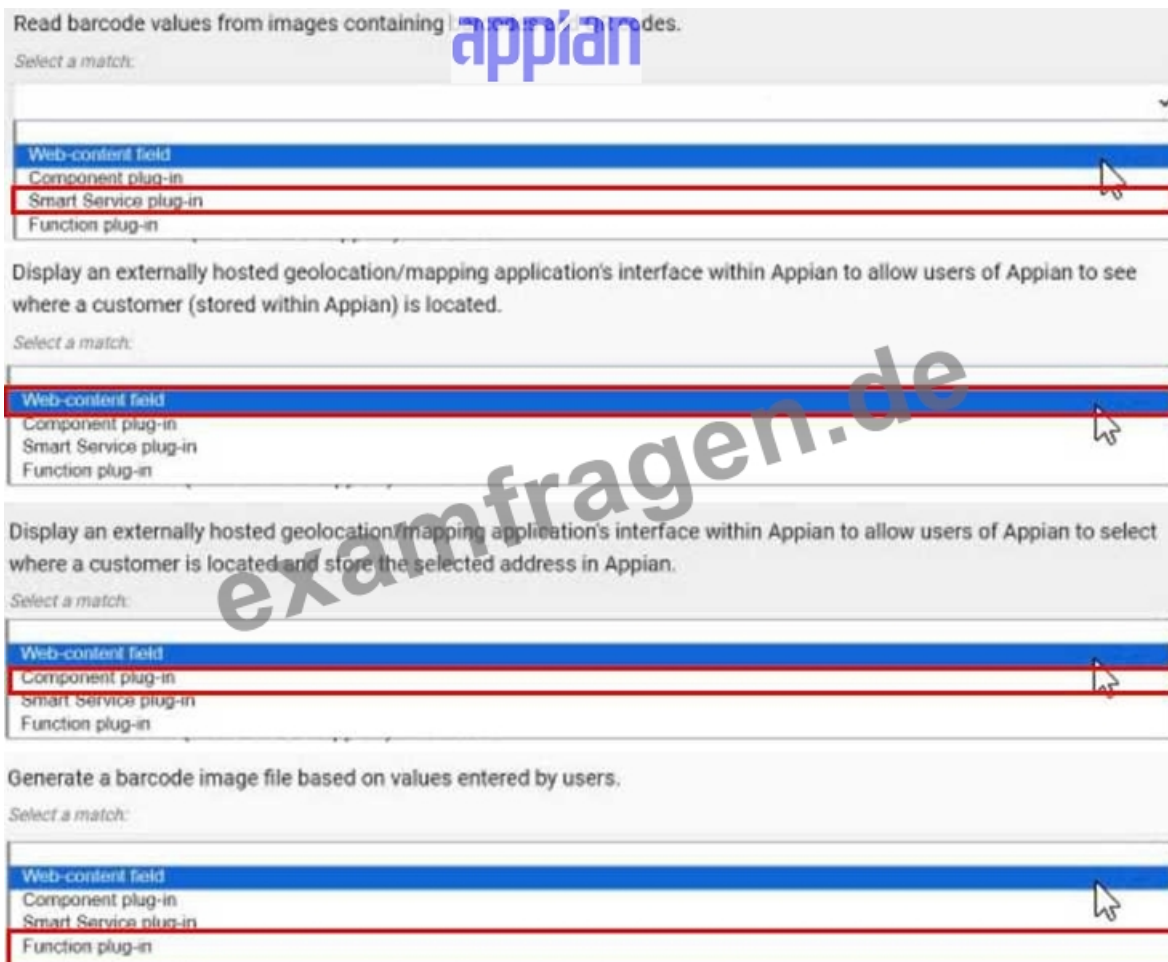 Read barcode values from images containing barcodes and QR codes.
appian
Select a match:
Web-content field
Component plug-in
Smart Service plug-in
Function plug-in
Display an externally hosted geolocation/mapping application's interface within Appian to allow users of Appian to see
where a customer (stored within Appian) is located.
Select a match:
Web-content field
Component plug-in
Smart Service plug-in
Function plug-in
examfragen.de
Display an externally hosted geolocation/mapping application's interface within Appian to allow users of Appian to select
where a customer is located and store the selected address in Appian.
Select a match:
Web-content field
Component plug-in
Smart Service plug-in
Function plug-in
Generate a barcode image file based on values entered by users.
Select a match:
Web-content field
Component plug-in
Smart Service plug-in
Function plug-in